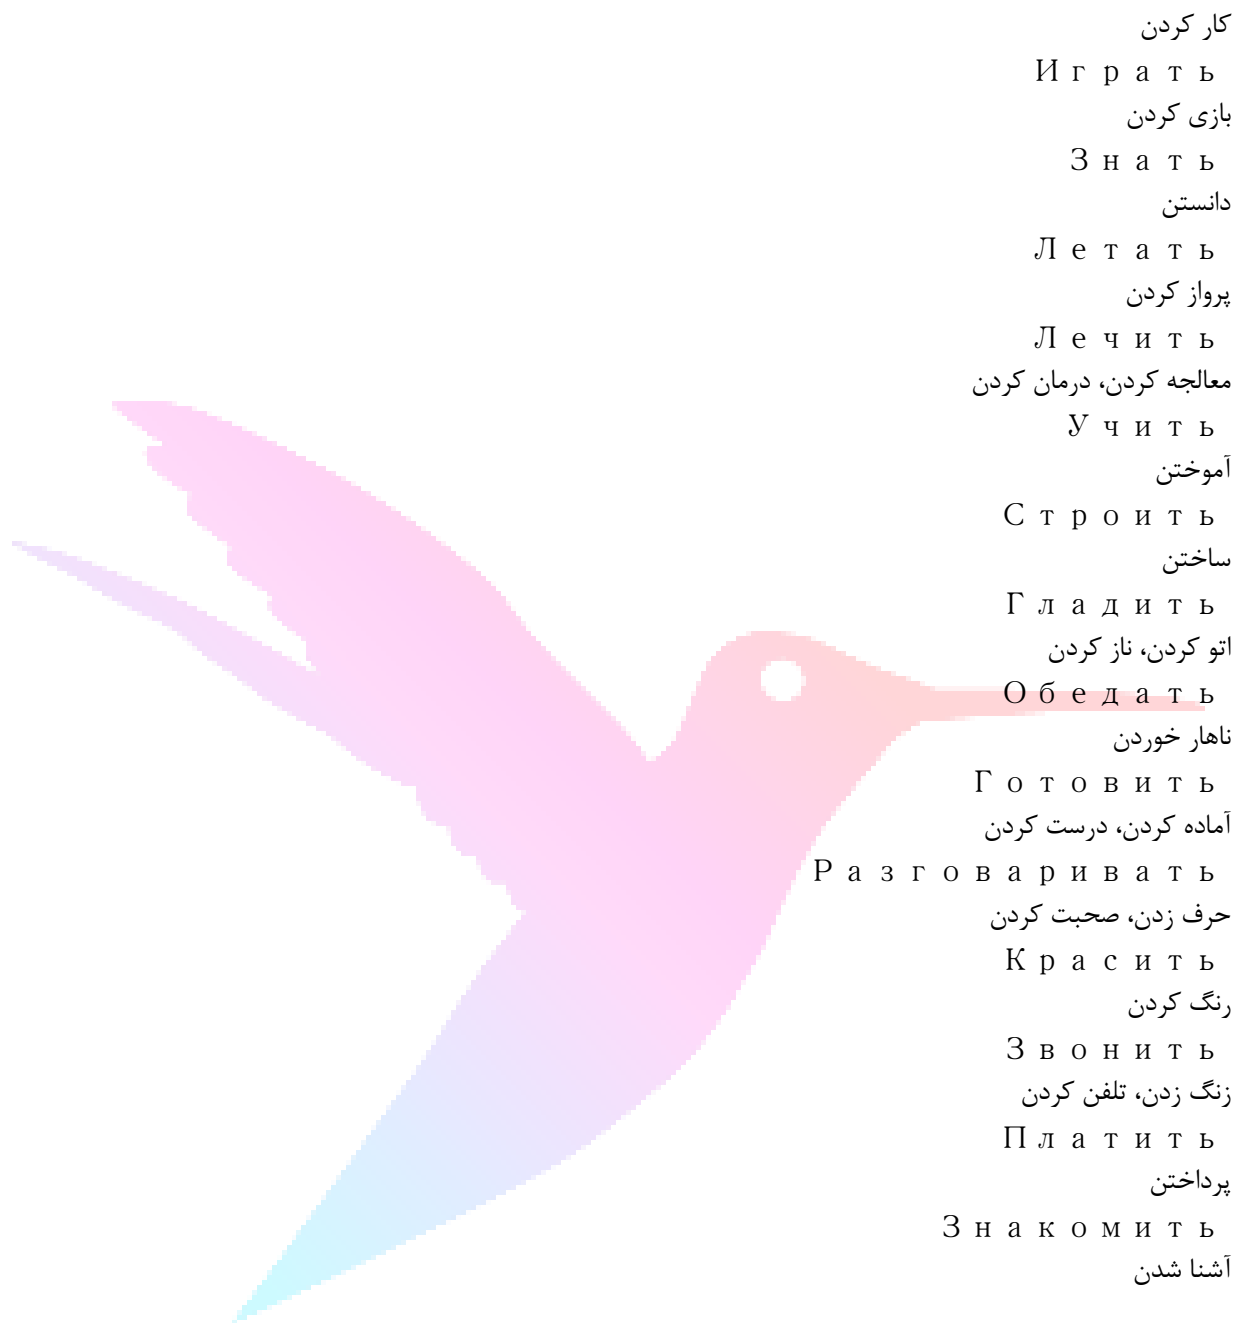 کار کردن
Играть
بازی کردن
Знать
دانستن
Летать
پرواز کردن
Лечить
معالجه کردن، درمان کردن
Учить
آموختن
Строить
ساختن
Гладить
اتو کردن، ناز کردن
Обедать
ناهار خوردن
Готовить
آماده کردن، درست کردن
Разговаривать
حرف زدن، صحبت کردن
Красить
رنگ کردن
Звонить
زنگ زدن، تلفن کردن
Платить
پرداختن
Знакомить
آشنا شدن